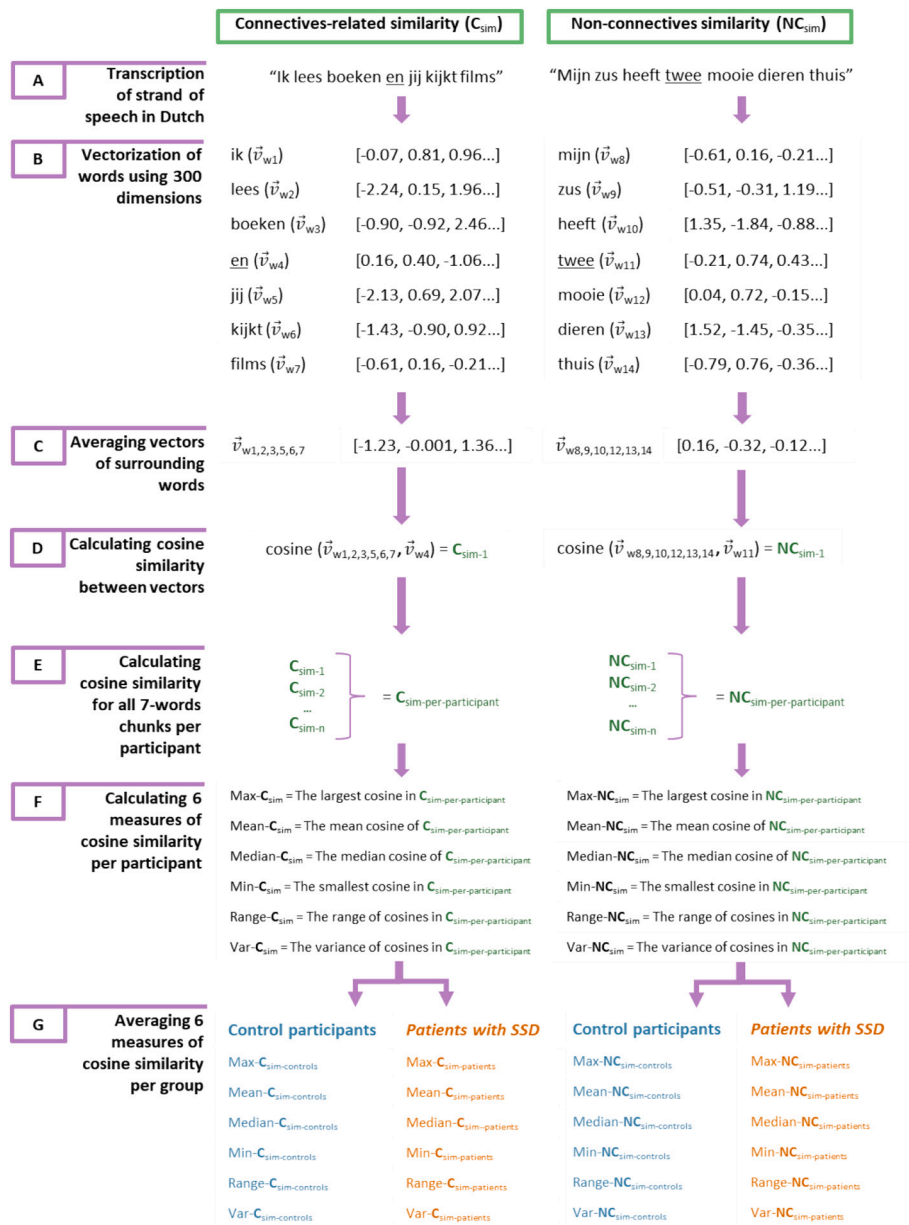 Connectives-related similarity (Csim)
Non-connectives similarity (NCsim)
A
Transcription
of strand of
speech in Dutch
“Ik lees boeken en jij kijkt films”
“Mijn zus heeft twee mooie dieren thuis”
B
Vectorization of
words using 300
dimensions
ik (v⃗w1) [-0.07, 0.81, 0.96...]
lees (v⃗w2) [-2.24, 0.15, 1.96...]
boeken (v⃗w3) [-0.90, -0.92, 2.46...]
en (v⃗w4) [0.16, 0.40, -1.06...]
jij (v⃗w5) [-2.13, 0.69, 2.07...]
kijkt (v⃗w6) [-1.43, -0.90, 0.92...]
films (v⃗w7) [-0.61, 0.16, -0.21...]
mijn (v⃗w8) [-0.61, 0.16, -0.21...]
zus (v⃗w9) [-0.51, -0.31, 1.19...]
heeft (v⃗w10) [1.35, -1.84, -0.88...]
twee (v⃗w11) [-0.21, 0.74, 0.43...]
mooie (v⃗w12) [0.04, 0.72, -0.15...]
dieren (v⃗w13) [1.52, -1.45, -0.35...]
thuis (v⃗w14) [-0.79, 0.76, -0.36...]
C
Averaging vectors
of surrounding
words
v⃗w1,2,3,5,6,7 [-1.23, -0.001, 1.36...]
v⃗w8,9,10,12,13,14 [0.16, -0.32, -0.12...]
D
Calculating cosine
similarity
between vectors
cosine (v⃗w1,2,3,5,6,7, v⃗w4) = Csim-1
cosine (v⃗w8,9,10,12,13,14, v⃗w11) = NCsim-1
E
Calculating
cosine similarity
for all 7-words
chunks per
participant
Csim-1
Csim-2
...
Csim-n
= Csim-per-participant
NCsim-1
NCsim-2
...
NCsim-n
= NCsim-per-participant
F
Calculating 6
measures of
cosine similarity
per participant
Max-Csim = The largest cosine in Csim-per-participant
Mean-Csim = The mean cosine of Csim-per-participant
Median-Csim = The median cosine of Csim-per-participant
Min-Csim = The smallest cosine in Csim-per-participant
Range-Csim = The range of cosines in Csim-per-participant
Var-Csim = The variance of cosines in Csim-per-participant
Max-NCsim = The largest cosine in NCsim-per-participant
Mean-NCsim = The mean cosine of NCsim-per-participant
Median-NCsim = The median cosine of NCsim-per-participant
Min-NCsim = The smallest cosine in NCsim-per-participant
Range-NCsim = The range of cosines in NCsim-per-participant
Var-NCsim = The variance of cosines in NCsim-per-participant
G
Averaging 6
measures of
cosine similarity
per group
Control participants
Max-Csim-controls
Mean-Csim-controls
Median-Csim-controls
Min-Csim-controls
Range-Csim-controls
Var-Csim-controls
Patients with SSD
Max-Csim-patients
Mean-Csim-patients
Median-Csim-patients
Min-Csim-patients
Range-Csim-patients
Var-Csim-patients
Control participants
Max-NCsim-controls
Mean-NCsim-controls
Median-NCsim-controls
Min-NCsim-controls
Range-NCsim-controls
Var-NCsim-controls
Patients with SSD
Max-NCsim-patients
Mean-NCsim-patients
Median-NCsim-patients
Min-NCsim-patients
Range-NCsim-patients
Var-NCsim-patients